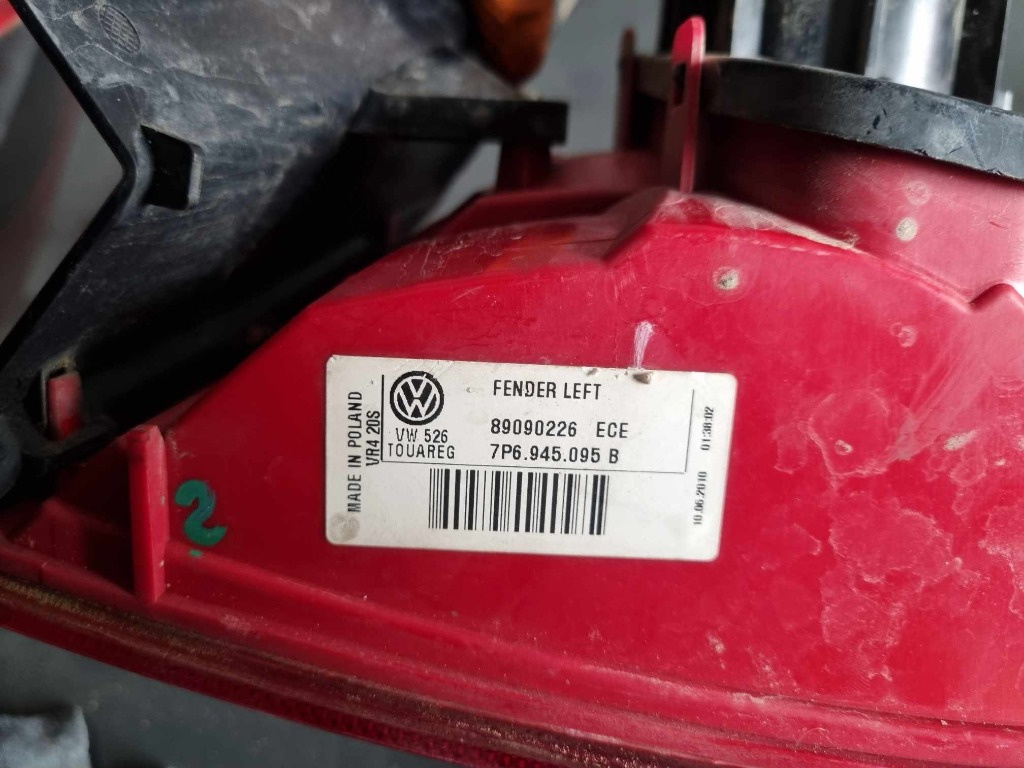 MADE IN POLAND
VR4 20S
VW 526
TOUAREG
FENDER LEFT
89090226 ECE
7P6.945.095 B
10.06.2010 01:38:02
2